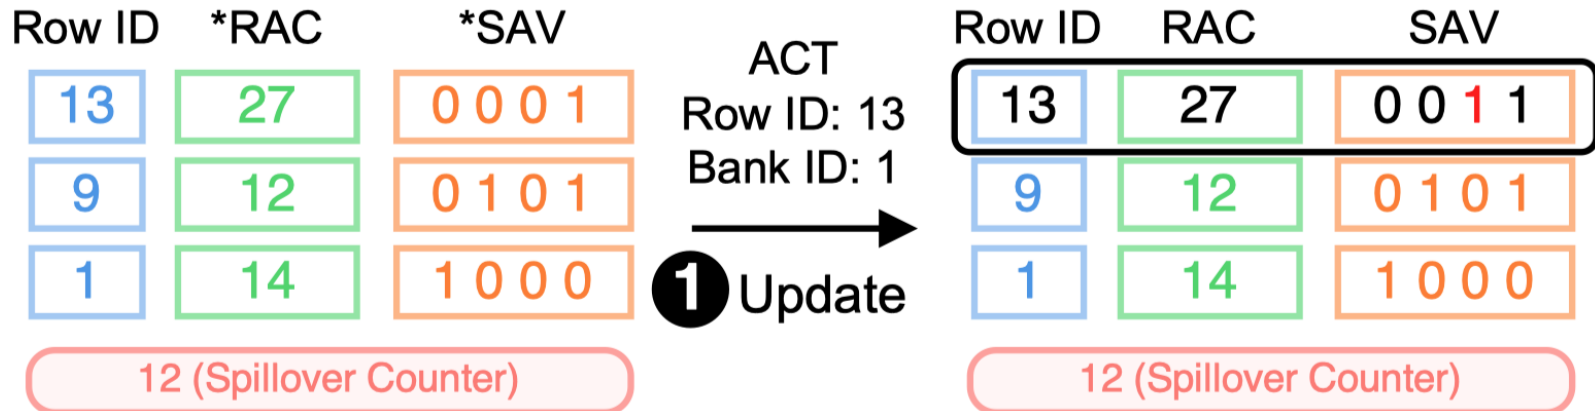 Row ID *RAC *SAV
13 27 0 0 0 1
9 12 0 1 0 1
1 14 1 0 0 0
12 (Spillover Counter)
ACT
Row ID: 13
Bank ID: 1
1 Update
Row ID RAC SAV
13 27 0 0 1 1
9 12 0 1 0 1
1 14 1 0 0 0
12 (Spillover Counter)